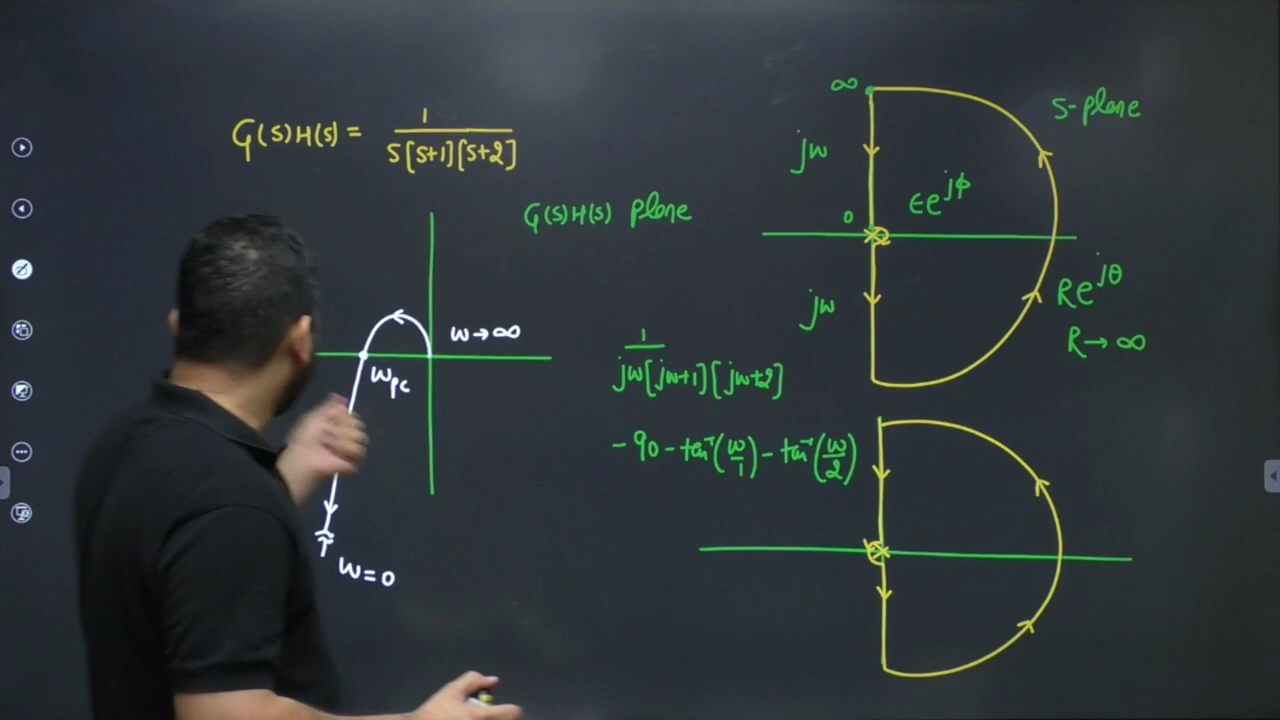 G(s)H(s) = 1 / s[s+1][s+2]
G(s)H(s) plane
ω→∞
ωpc
ω=0
1 / jω[jω+1][jω+2]
-90 - tan⁻¹(ω/1) - tan⁻¹(ω/2)
∞
s-plane
jω
0
εe^jφ
jω
Re^jθ
R→∞